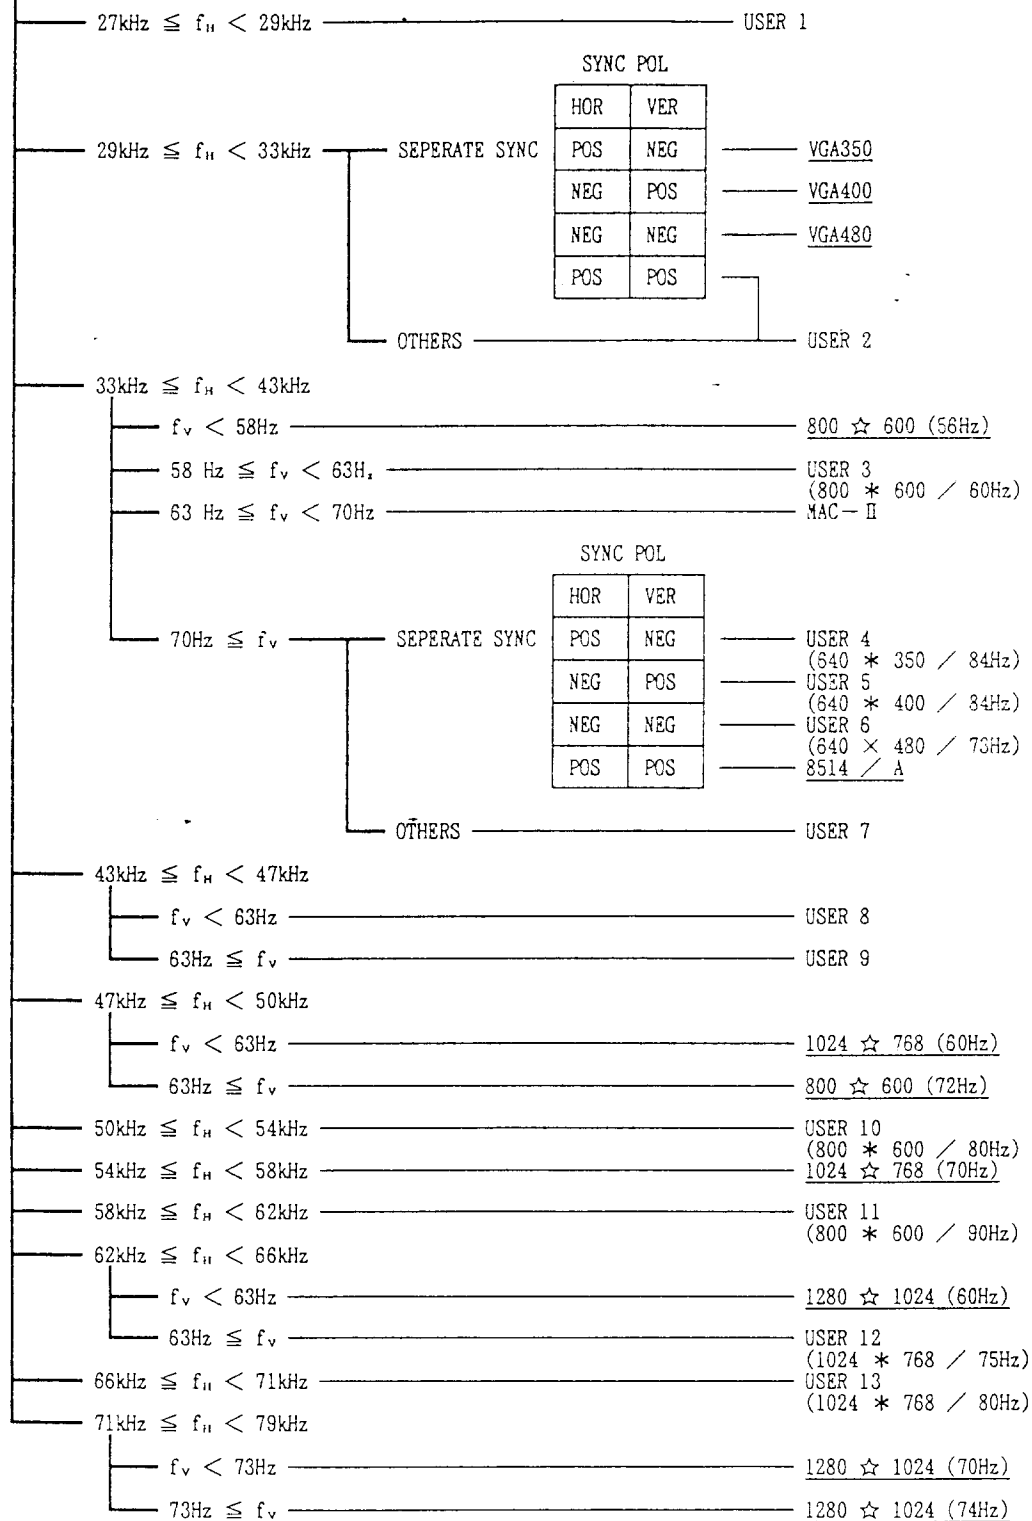 27kHz ≦ fH < 29kHz USER 1
SYNC POL
HOR VER
29kHz ≦ fH < 33kHz SEPERATE SYNC POS NEG VGA350
NEG POS VGA400
NEG NEG VGA480
POS POS
OTHERS USER 2
33kHz ≦ fH < 43kHz
fv < 58Hz 800 ☆ 600 (56Hz)
58 Hz ≦ fv < 63Hz USER 3
(800 * 600 / 60Hz)
63 Hz ≦ fv < 70Hz MAC-Ⅱ
SYNC POL
HOR VER
70Hz ≦ fv SEPERATE SYNC POS NEG USER 4
(640 * 350 / 84Hz)
NEG POS USER 5
(640 * 400 / 84Hz)
NEG NEG USER 6
(640 × 480 / 73Hz)
POS POS 8514 / A
OTHERS USER 7
43kHz ≦ fH < 47kHz
fv < 63Hz USER 8
63Hz ≦ fv USER 9
47kHz ≦ fH < 50kHz
fv < 63Hz 1024 ☆ 768 (60Hz)
63Hz ≦ fv 800 ☆ 600 (72Hz)
50kHz ≦ fH < 54kHz USER 10
(800 * 600 / 80Hz)
54kHz ≦ fH < 58kHz 1024 ☆ 768 (70Hz)
58kHz ≦ fH < 62kHz USER 11
(800 * 600 / 90Hz)
62kHz ≦ fH < 66kHz
fv < 63Hz 1280 ☆ 1024 (60Hz)
63Hz ≦ fv USER 12
(1024 * 768 / 75Hz)
66kHz ≦ fH < 71kHz USER 13
(1024 * 768 / 80Hz)
71kHz ≦ fH < 79kHz
fv < 73Hz 1280 ☆ 1024 (70Hz)
73Hz ≦ fv 1280 ☆ 1024 (74Hz)